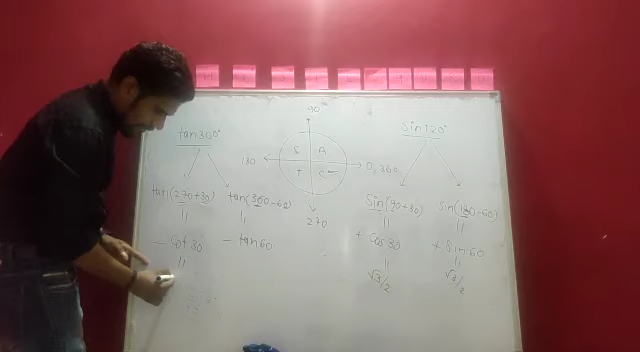 90°
tan300°
Sin120°
S A
180 0, 360
T C
tan(270+30) tan(360-60)
Sin(90+30) Sin(180-60)
270
= =
= =
- Cot 30 - tan60
+ Cos 30 + Sin 60
=
= =
√3/2 √3/2